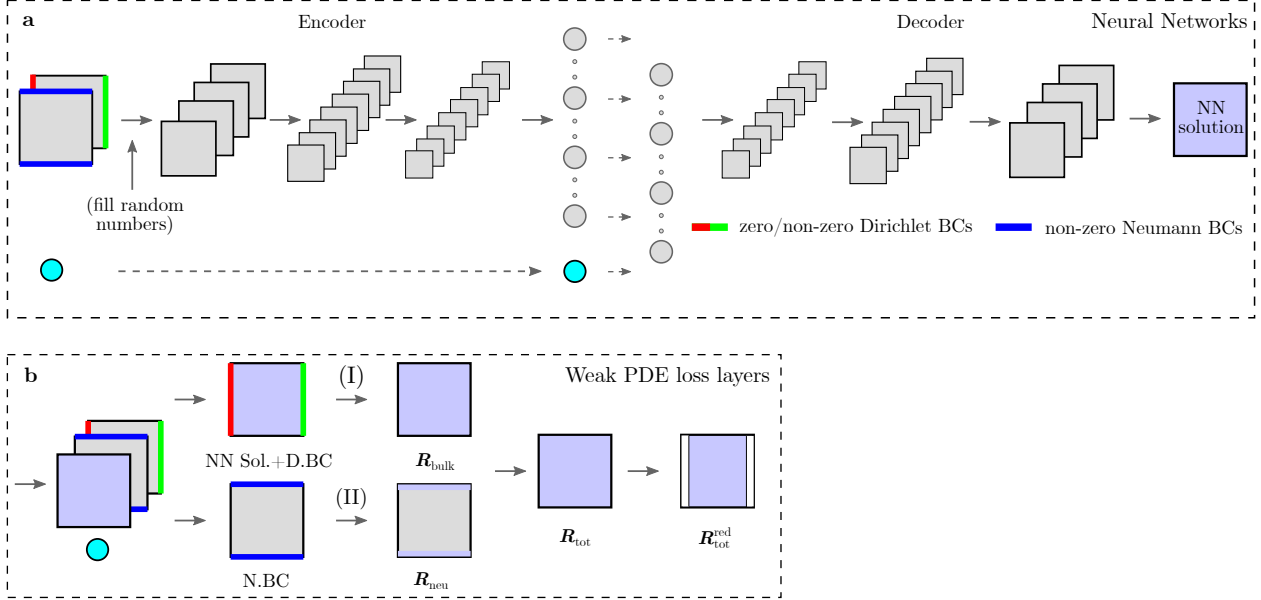 a
Encoder
Decoder
Neural Networks
NN
solution
(fill random
numbers)
zero/non-zero Dirichlet BCs
non-zero Neumann BCs
b
Weak PDE loss layers
(I)
NN Sol.+D.BC
R_bulk
(II)
N.BC
R_neu
R_tot
R_tot^red